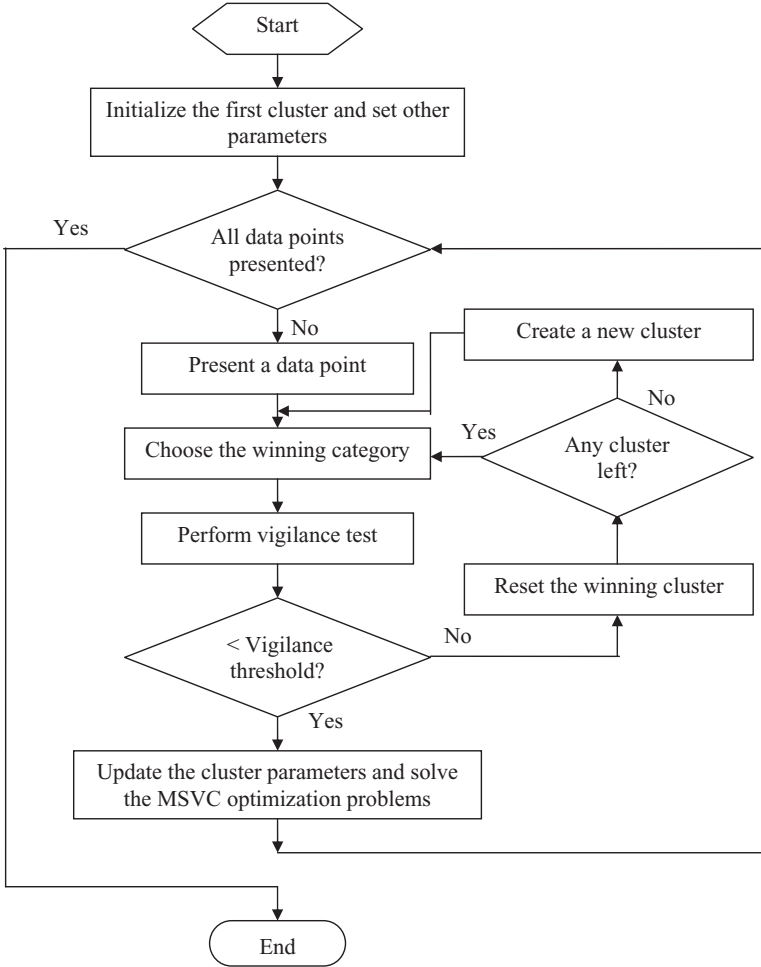 Start
Initialize the first cluster and set other
parameters
Yes
All data points
presented?
No
Create a new cluster
Present a data point
No
Yes
Choose the winning category
Any cluster
left?
Perform vigilance test
Reset the winning cluster
< Vigilance
threshold?
No
Yes
Update the cluster parameters and solve
the MSVC optimization problems
End